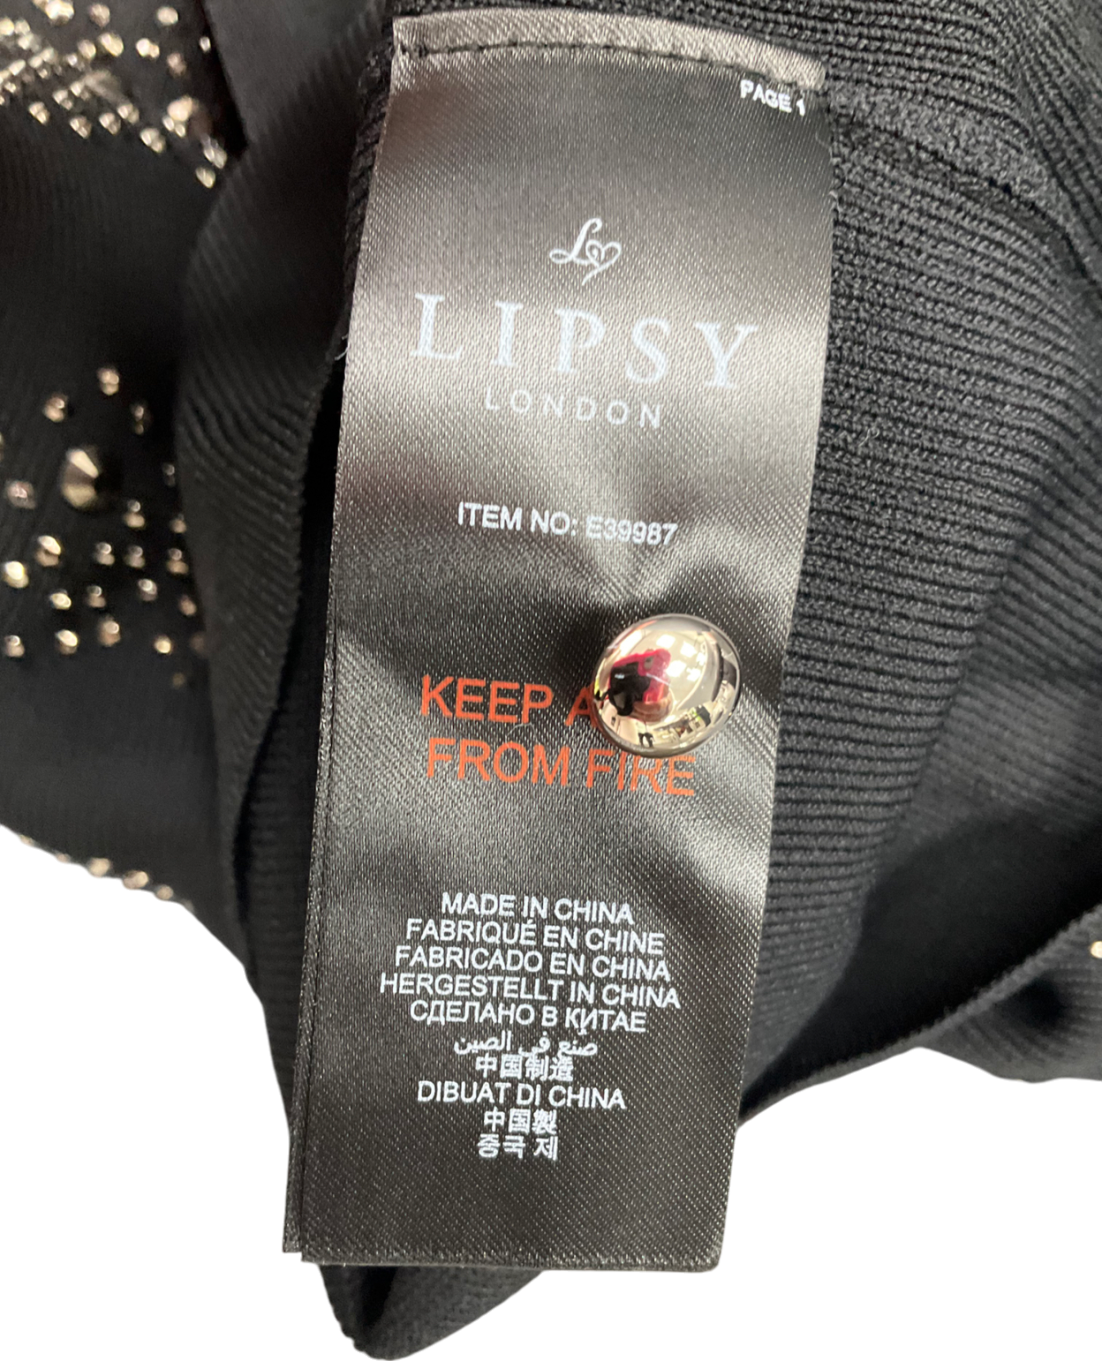 PAGE 1
LIPSY
LONDON
ITEM NO: E39987
KEEP A
FROM FIRE
MADE IN CHINA
FABRIQUÉ EN CHINE
FABRICADO EN CHINA
HERGESTELLT IN CHINA
СДЕЛАНО В КИТАЕ
صنع في الصين
中国制造
DIBUAT DI CHINA
中国製
중국 제